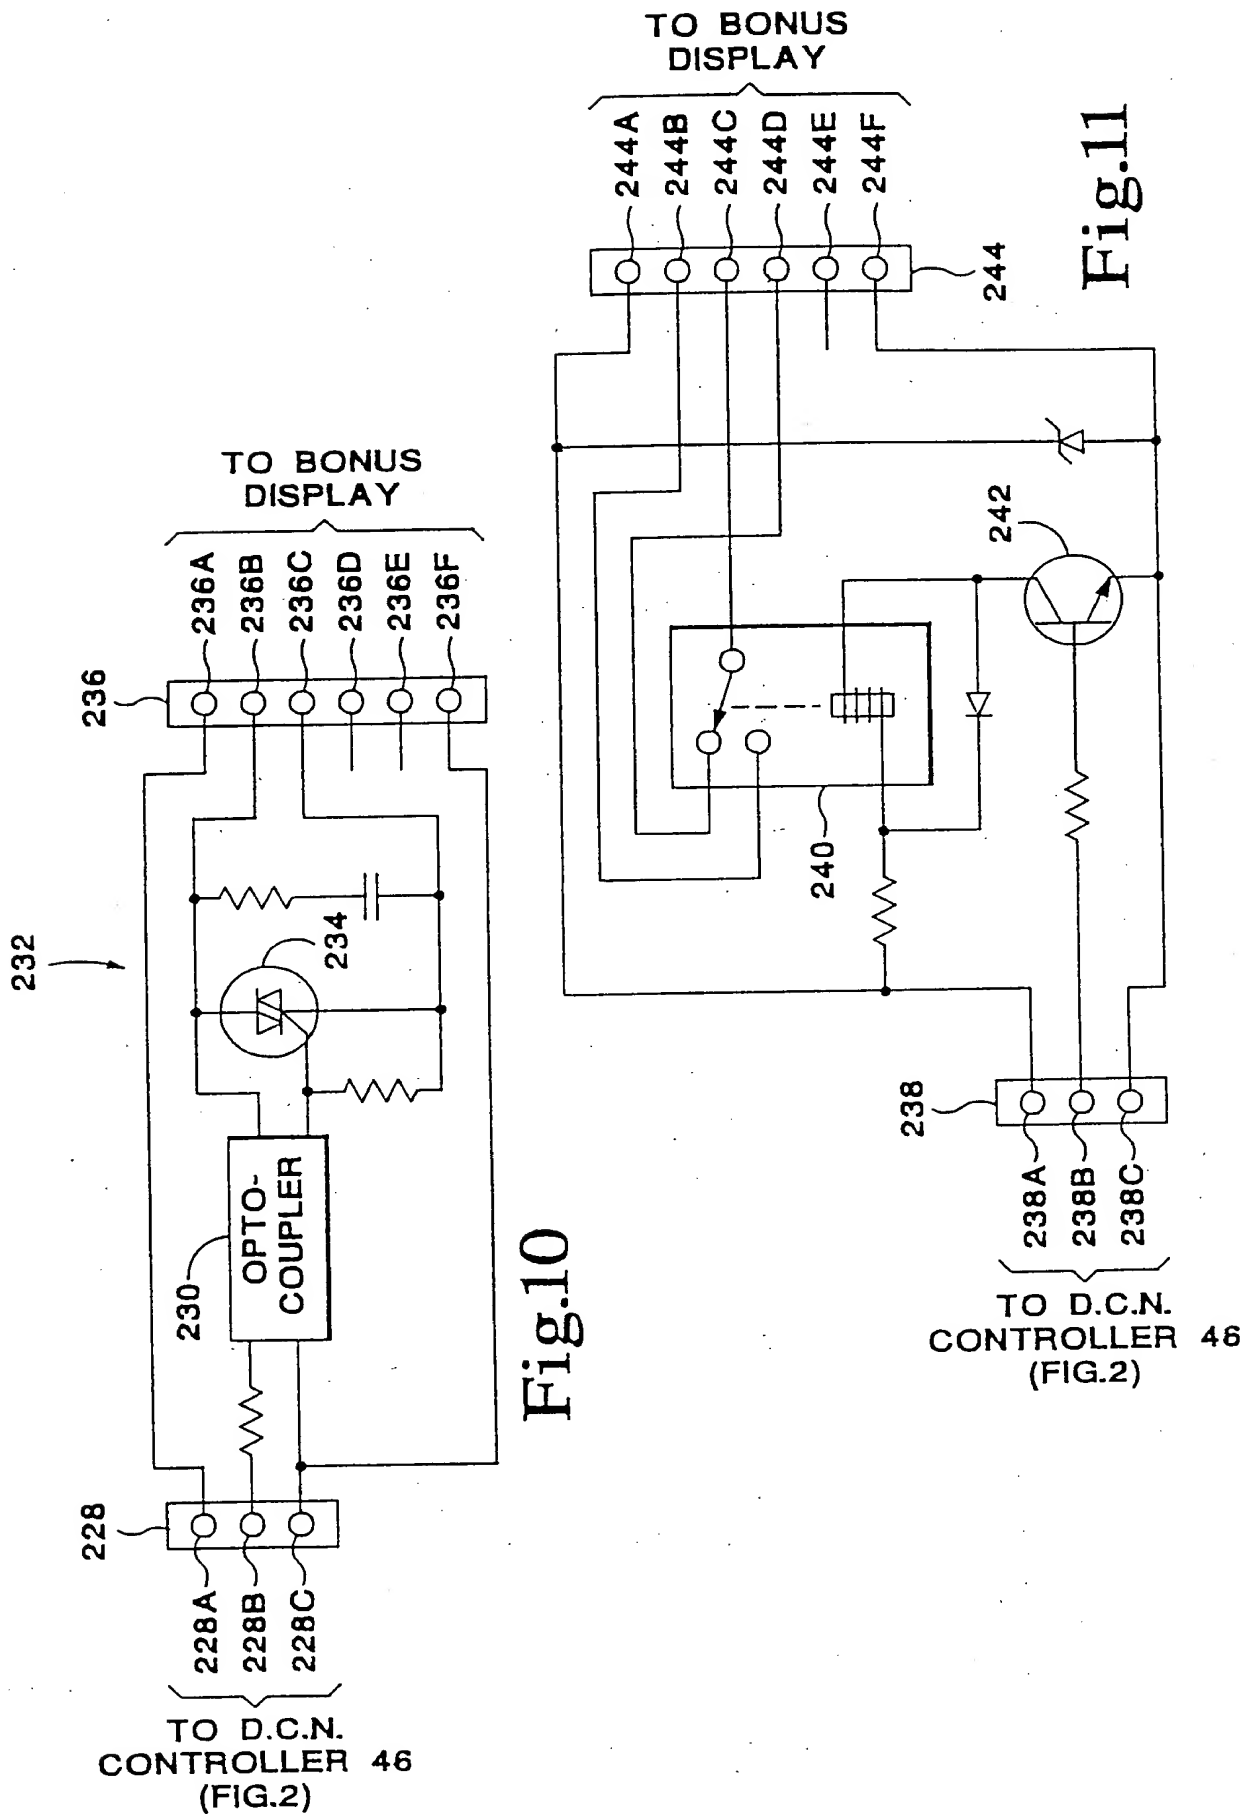 TO BONUS
DISPLAY
244A
244B
244C
244D
244E
244F
244
Fig.11
242
240
238
238A
238B
238C
TO D.C.N.
CONTROLLER 46
(FIG.2)
TO BONUS
DISPLAY
236A
236B
236C
236D
236E
236F
236
232
234
230
OPTO-
COUPLER
Fig.10
228
228A
228B
228C
TO D.C.N.
CONTROLLER 46
(FIG.2)